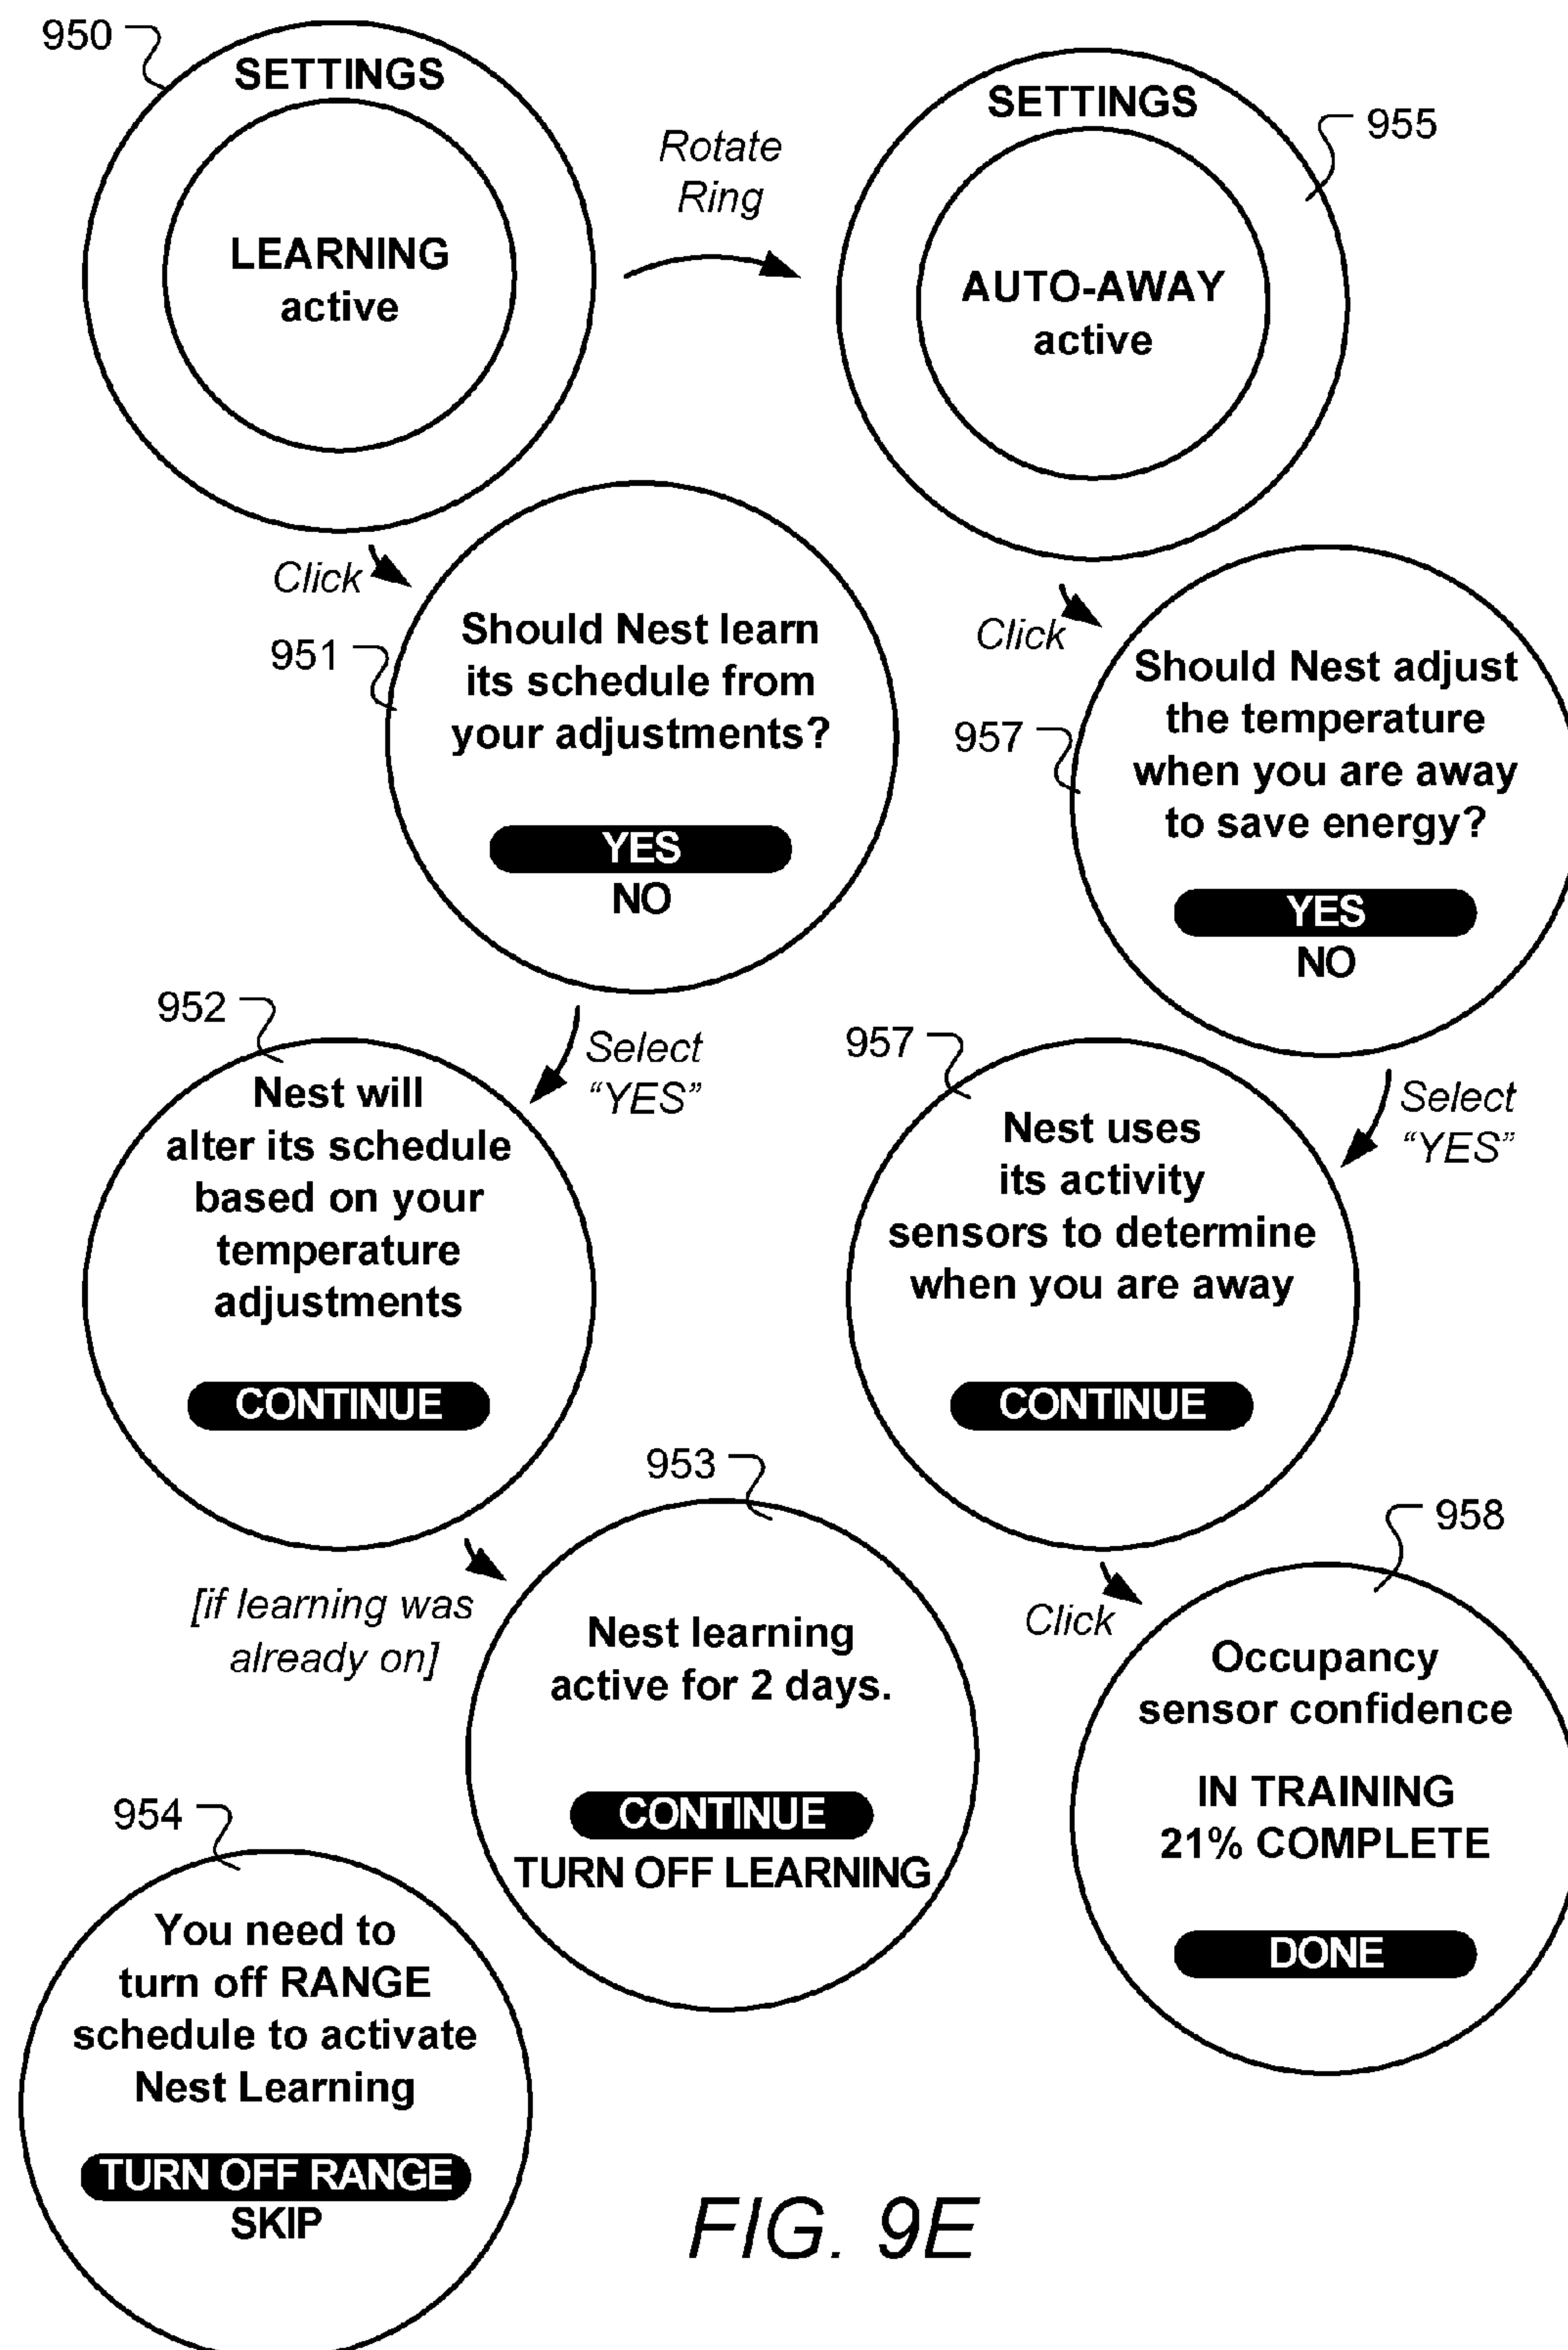 950
SETTINGS
LEARNING
active
Rotate
Ring
SETTINGS
955
AUTO-AWAY
active
Click
951
Should Nest learn
its schedule from
your adjustments?
YES
NO
Click
957
Should Nest adjust
the temperature
when you are away
to save energy?
YES
NO
952
Select
“YES”
Nest will
alter its schedule
based on your
temperature
adjustments
CONTINUE
957
Select
“YES”
Nest uses
its activity
sensors to determine
when you are away
CONTINUE
[if learning was
already on]
953
Nest learning
active for 2 days.
CONTINUE
TURN OFF LEARNING
Click
958
Occupancy
sensor confidence
IN TRAINING
21% COMPLETE
DONE
954
You need to
turn off RANGE
schedule to activate
Nest Learning
TURN OFF RANGE
SKIP
FIG. 9E